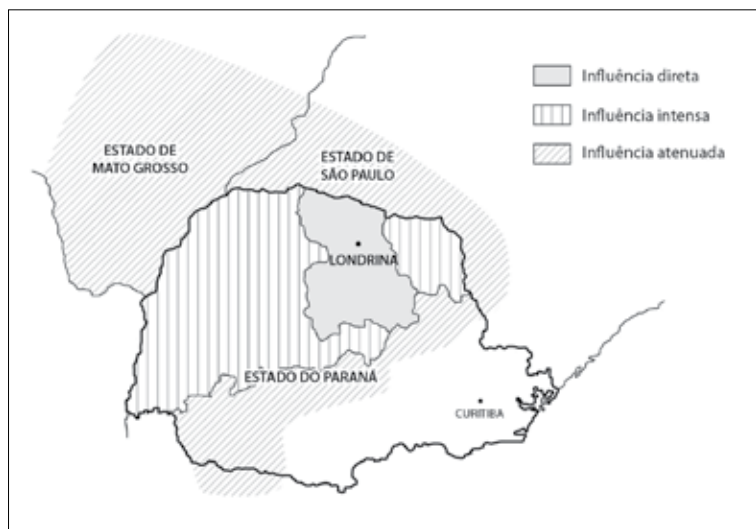 Influência direta
Influência intensa
Influência atenuada
ESTADO DE
MATO GROSSO
ESTADO DE
SÃO PAULO
LONDRINA
ESTADO DO PARANÁ
CURITIBA